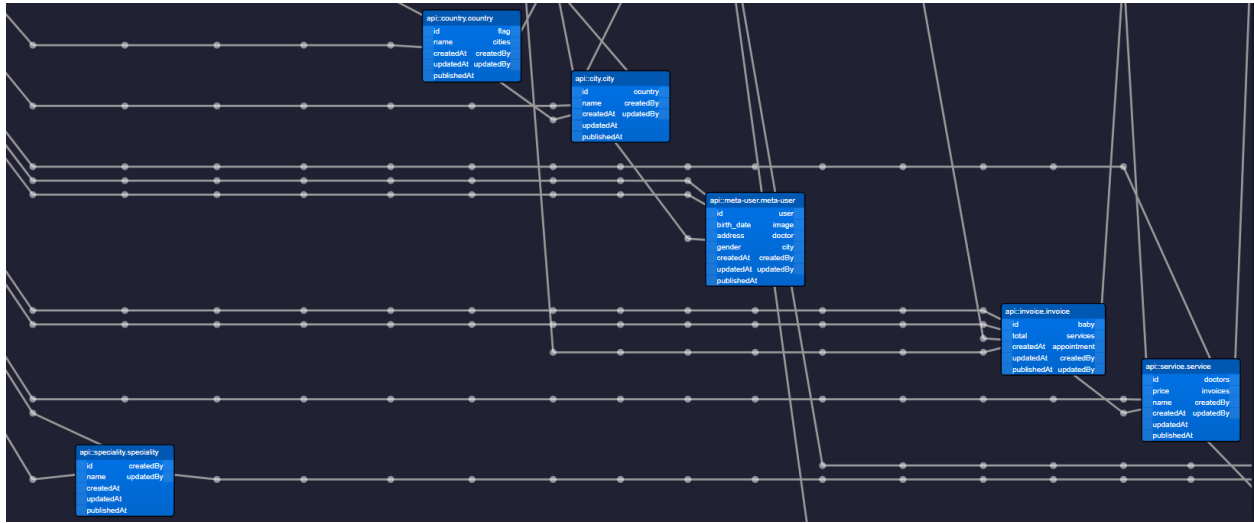 api::country.country
id flag
name cities
createdAt createdBy
updatedAt updatedBy
publishedAt
api::city.city
id country
name createdBy
createdAt updatedBy
updatedAt
publishedAt
api::meta-user.meta-user
id user
birth_date image
address doctor
gender city
createdAt createdBy
updatedAt updatedBy
publishedAt
api::invoice.invoice
id baby
total services
createdAt appointment
updatedAt createdBy
publishedAt updatedBy
api::service.service
id doctors
price invoices
name createdBy
createdAt updatedBy
updatedAt
publishedAt
api::speciality.speciality
id createdBy
name updatedBy
createdAt
updatedAt
publishedAt